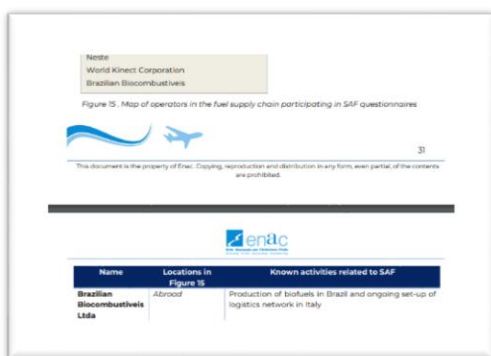 Neste
World Kinect Corporation
Brazilian Biocombustiveis
Figure 15 . Map of operators in the fuel supply chain participating in SAF questionnaires
31
This document is the property of Enac. Copying, reproduction and distribution in any form, even partial, of the contents
are prohibited.
enac
Name Locations in Figure 15 Known activities related to SAF
Brazilian Biocombustiveis Ltda Abroad Production of biofuels in Brazil and ongoing set-up of
logistics network in Italy